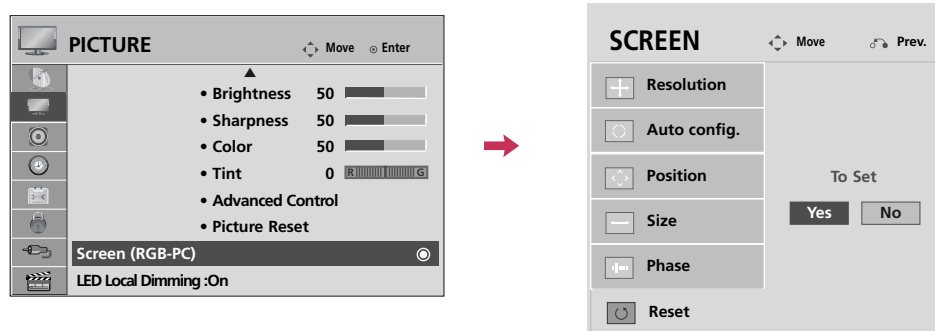 PICTURE
Move
Enter
• Brightness 50
• Sharpness 50
• Color 50
• Tint 0 R G
• Advanced Control
• Picture Reset
Screen (RGB-PC)
LED Local Dimming :On
SCREEN
Move
Prev.
Resolution
Auto config.
Position
Size
Phase
Reset
To Set
Yes No